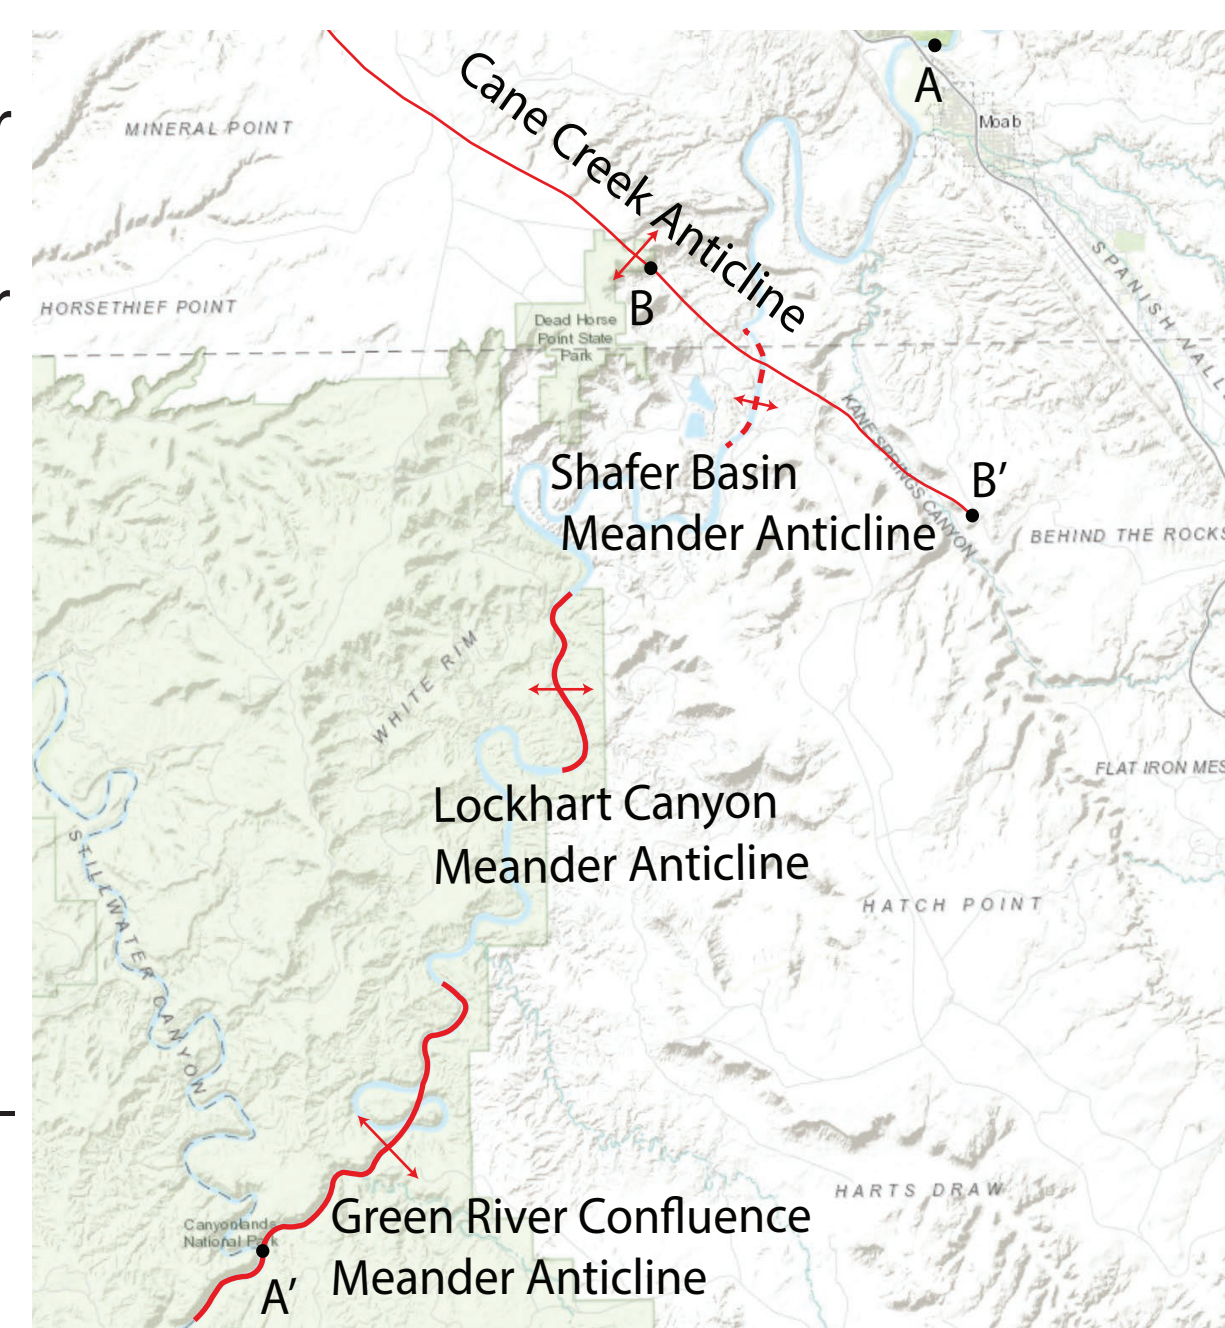 Cane Creek Anticline
A
Moab
MINERAL POINT
SPANISH VALLE
B
HORSETHIEF POINT
Dead Horse
Point State
Park
KANE SPRINGS CANYON
Shafer Basin
Meander Anticline
B’
BEHIND THE ROCKS
WHITE RIM
FLAT IRON MES
Lockhart Canyon
Meander Anticline
STILLWATER CANYON
HATCH POINT
HARTS DRAW
Green River Confluence
Meander Anticline
Canyonlands
National Park
A’